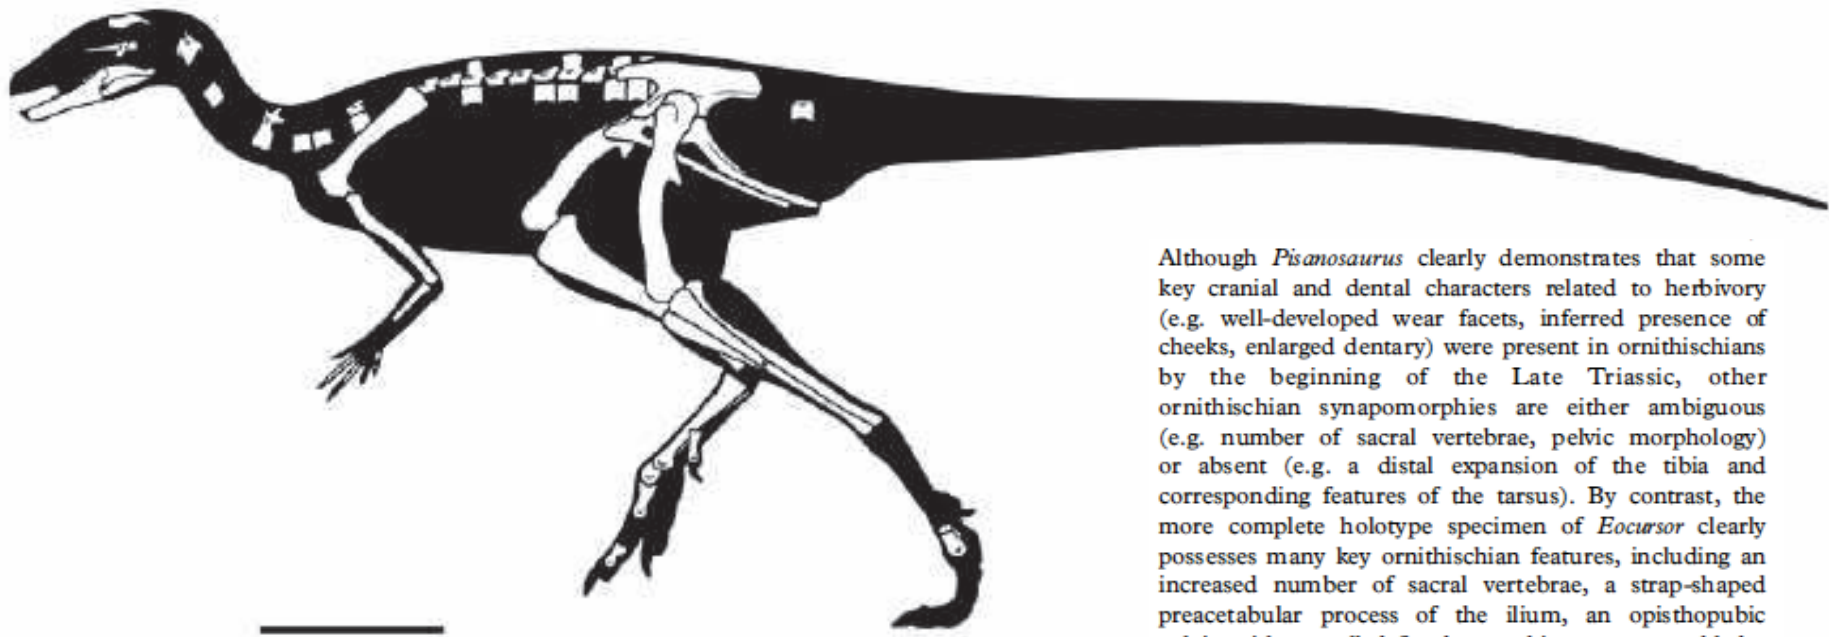 Although Pisanosaurus clearly demonstrates that some
key cranial and dental characters related to herbivory
(e.g. well-developed wear facets, inferred presence of
cheeks, enlarged dentary) were present in ornithischians
by the beginning of the Late Triassic, other
ornithischian synapomorphies are either ambiguous
(e.g. number of sacral vertebrae, pelvic morphology)
or absent (e.g. a distal expansion of the tibia and
corresponding features of the tarsus). By contrast, the
more complete holotype specimen of Eocursor clearly
possesses many key ornithischian features, including an
increased number of sacral vertebrae, a strap-shaped
preacetabular process of the ilium, an opisthopubic